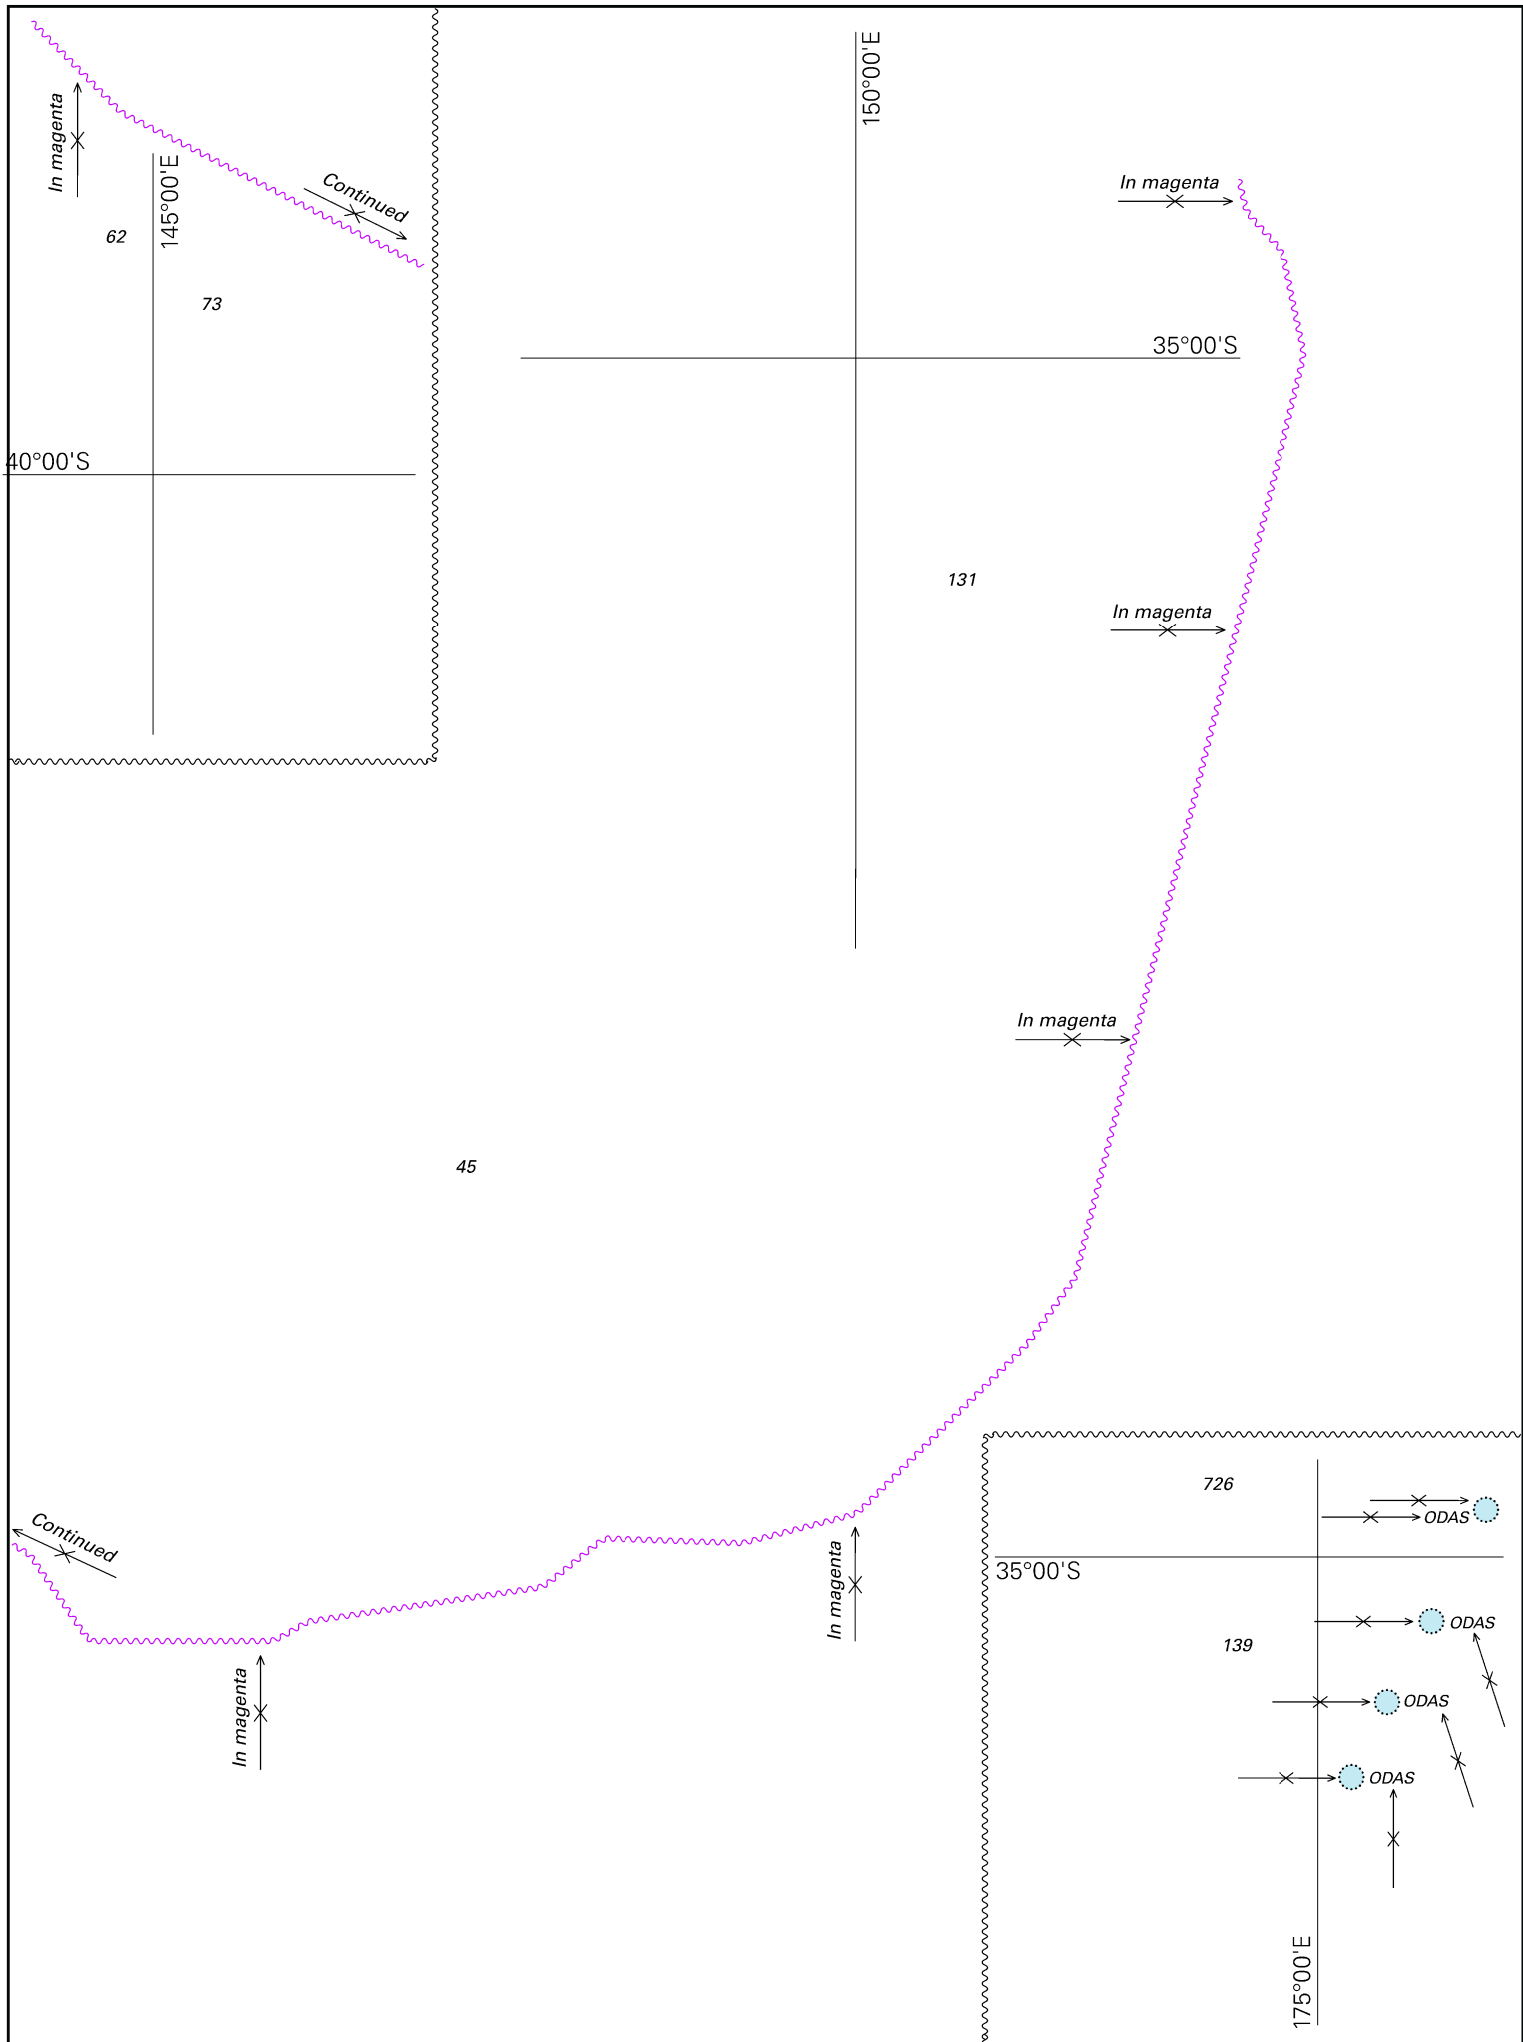 In magenta
145°00'E
Continued
62
73
40°00'S
150°00'E
In magenta
35°00'S
131
In magenta
In magenta
45
Continued
In magenta
In magenta
726
ODAS
35°00'S
ODAS
139
ODAS
ODAS
175°00'E